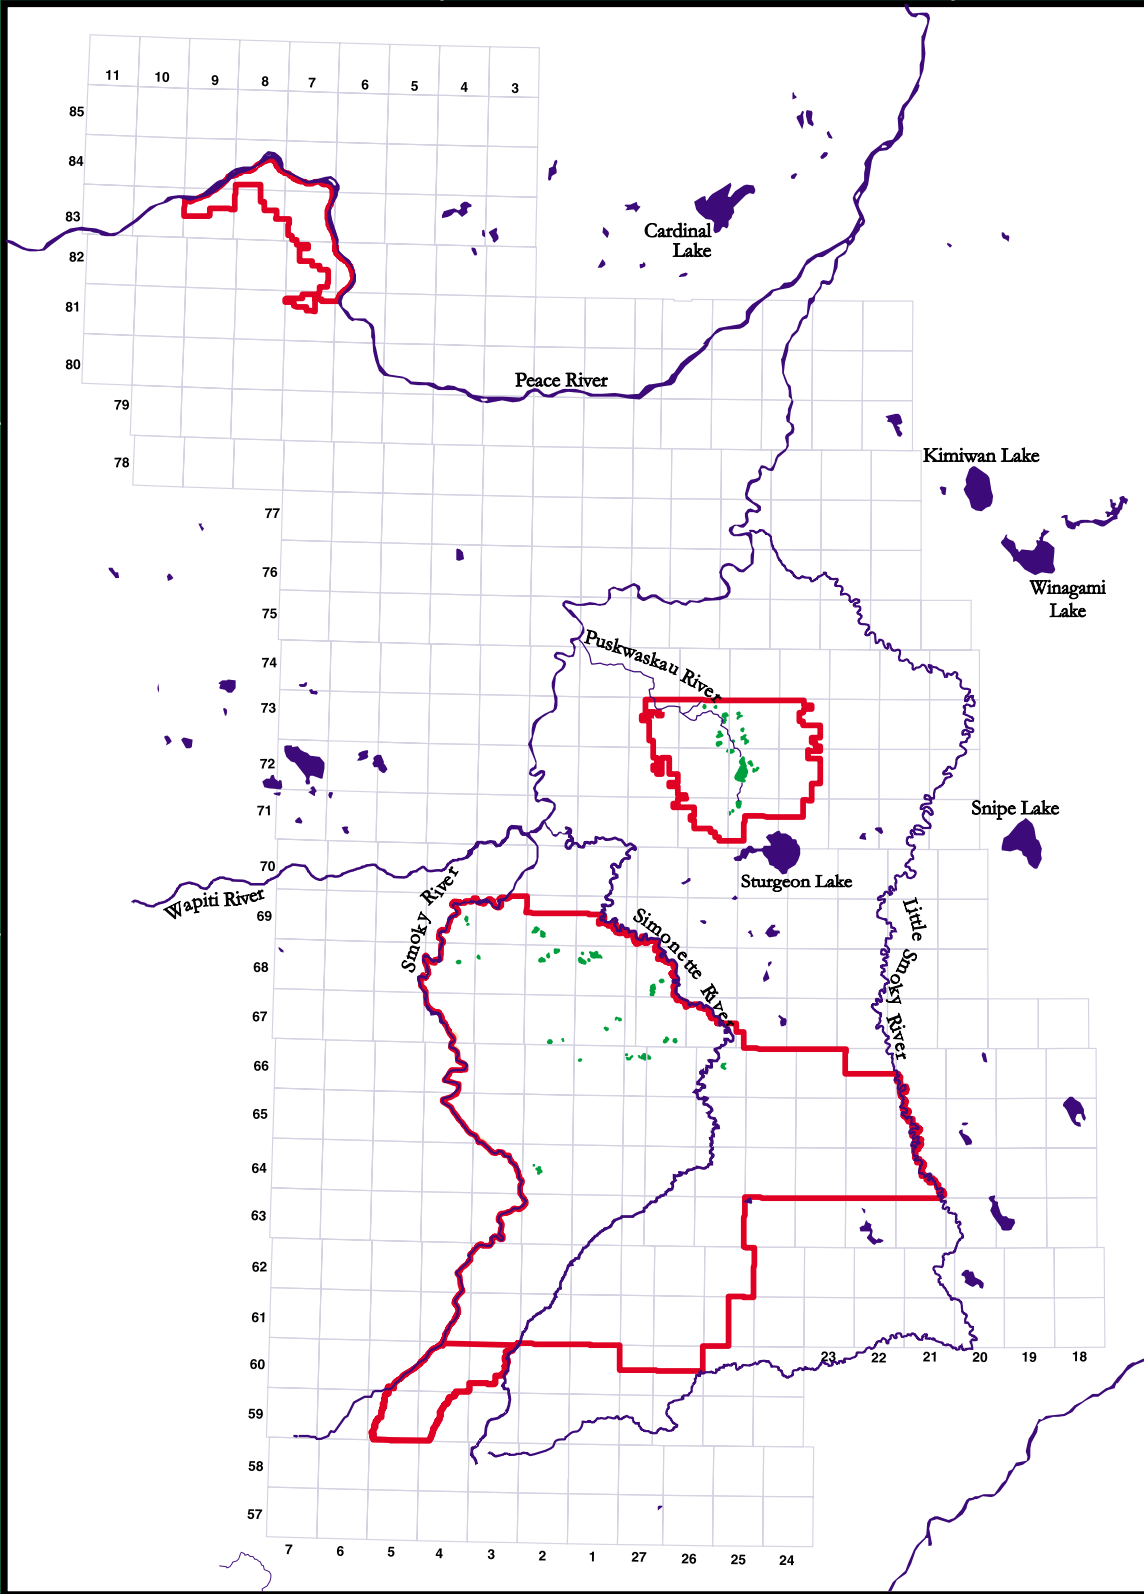 11 10 9 8 7 6 5 4 3
85
84
83
Cardinal
Lake
82
81
80
Peace River
79
Kimiwan Lake
78
77
76
Winagami
Lake
75
Puskwaskau River
74
73
72
71
Snipe Lake
70
Sturgeon Lake
Wapiti River
Smoky River
69
Simonette River
Little Smoky River
68
67
66
65
64
63
62
61
60
23 22 21 20 19 18
59
58
57
7 6 5 4 3 2 1 27 26 25 24